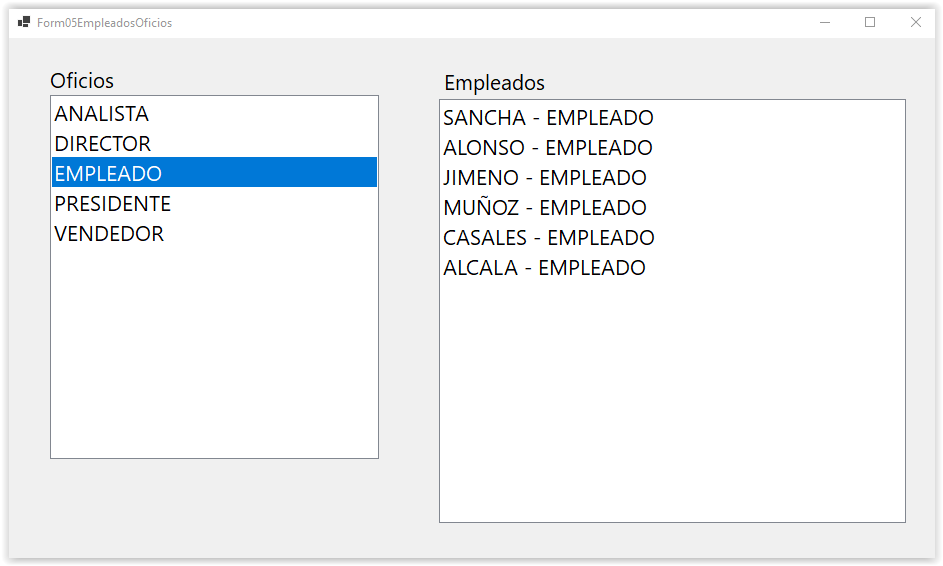 Form05EmpleadosOficios
Oficios
ANALISTA
DIRECTOR
EMPLEADO
PRESIDENTE
VENDEDOR
Empleados
SANCHA - EMPLEADO
ALONSO - EMPLEADO
JIMENO - EMPLEADO
MUÑOZ - EMPLEADO
CASALES - EMPLEADO
ALCALA - EMPLEADO